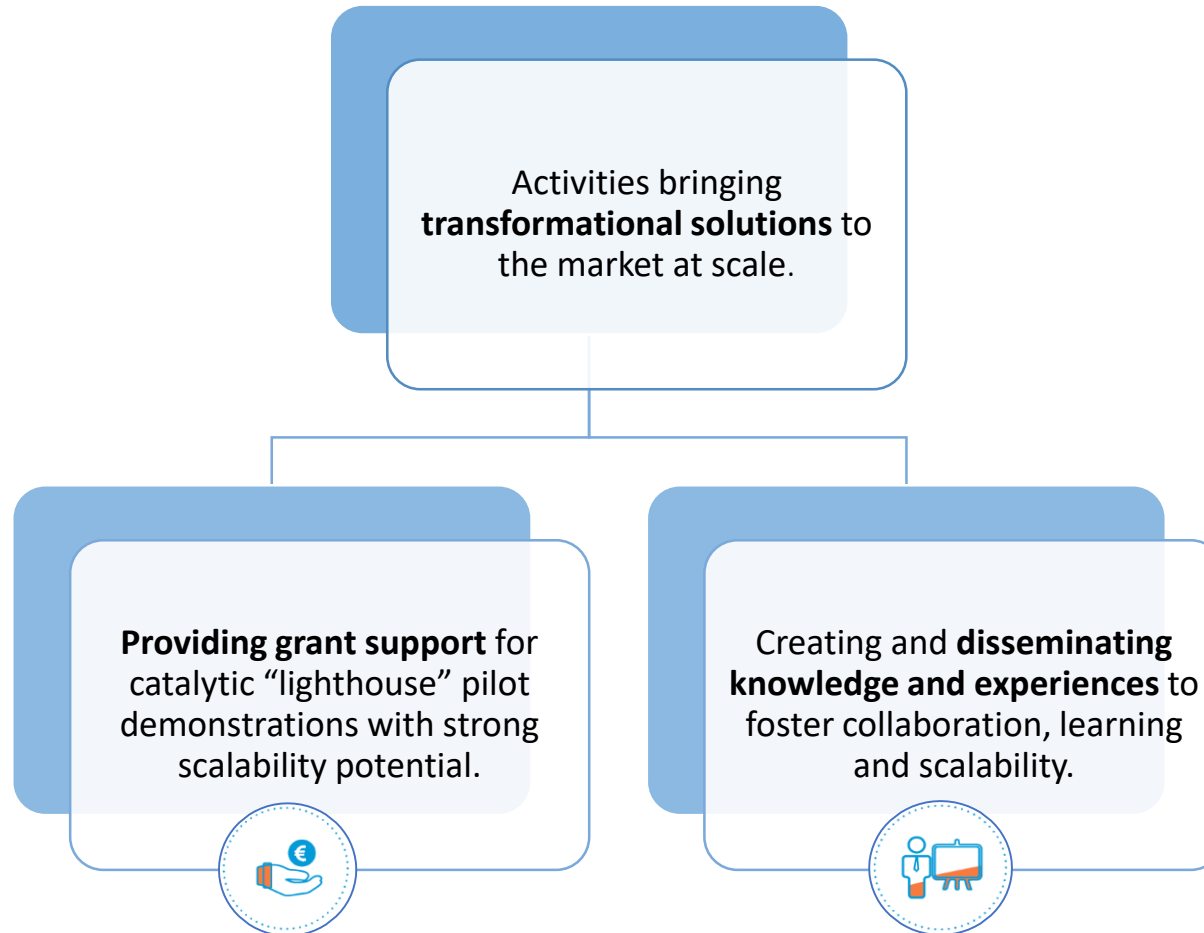 Activities bringing
transformational solutions to
the market at scale.
Providing grant support for
catalytic “lighthouse” pilot
demonstrations with strong
scalability potential.
€
Creating and disseminating
knowledge and experiences to
foster collaboration, learning
and scalability.